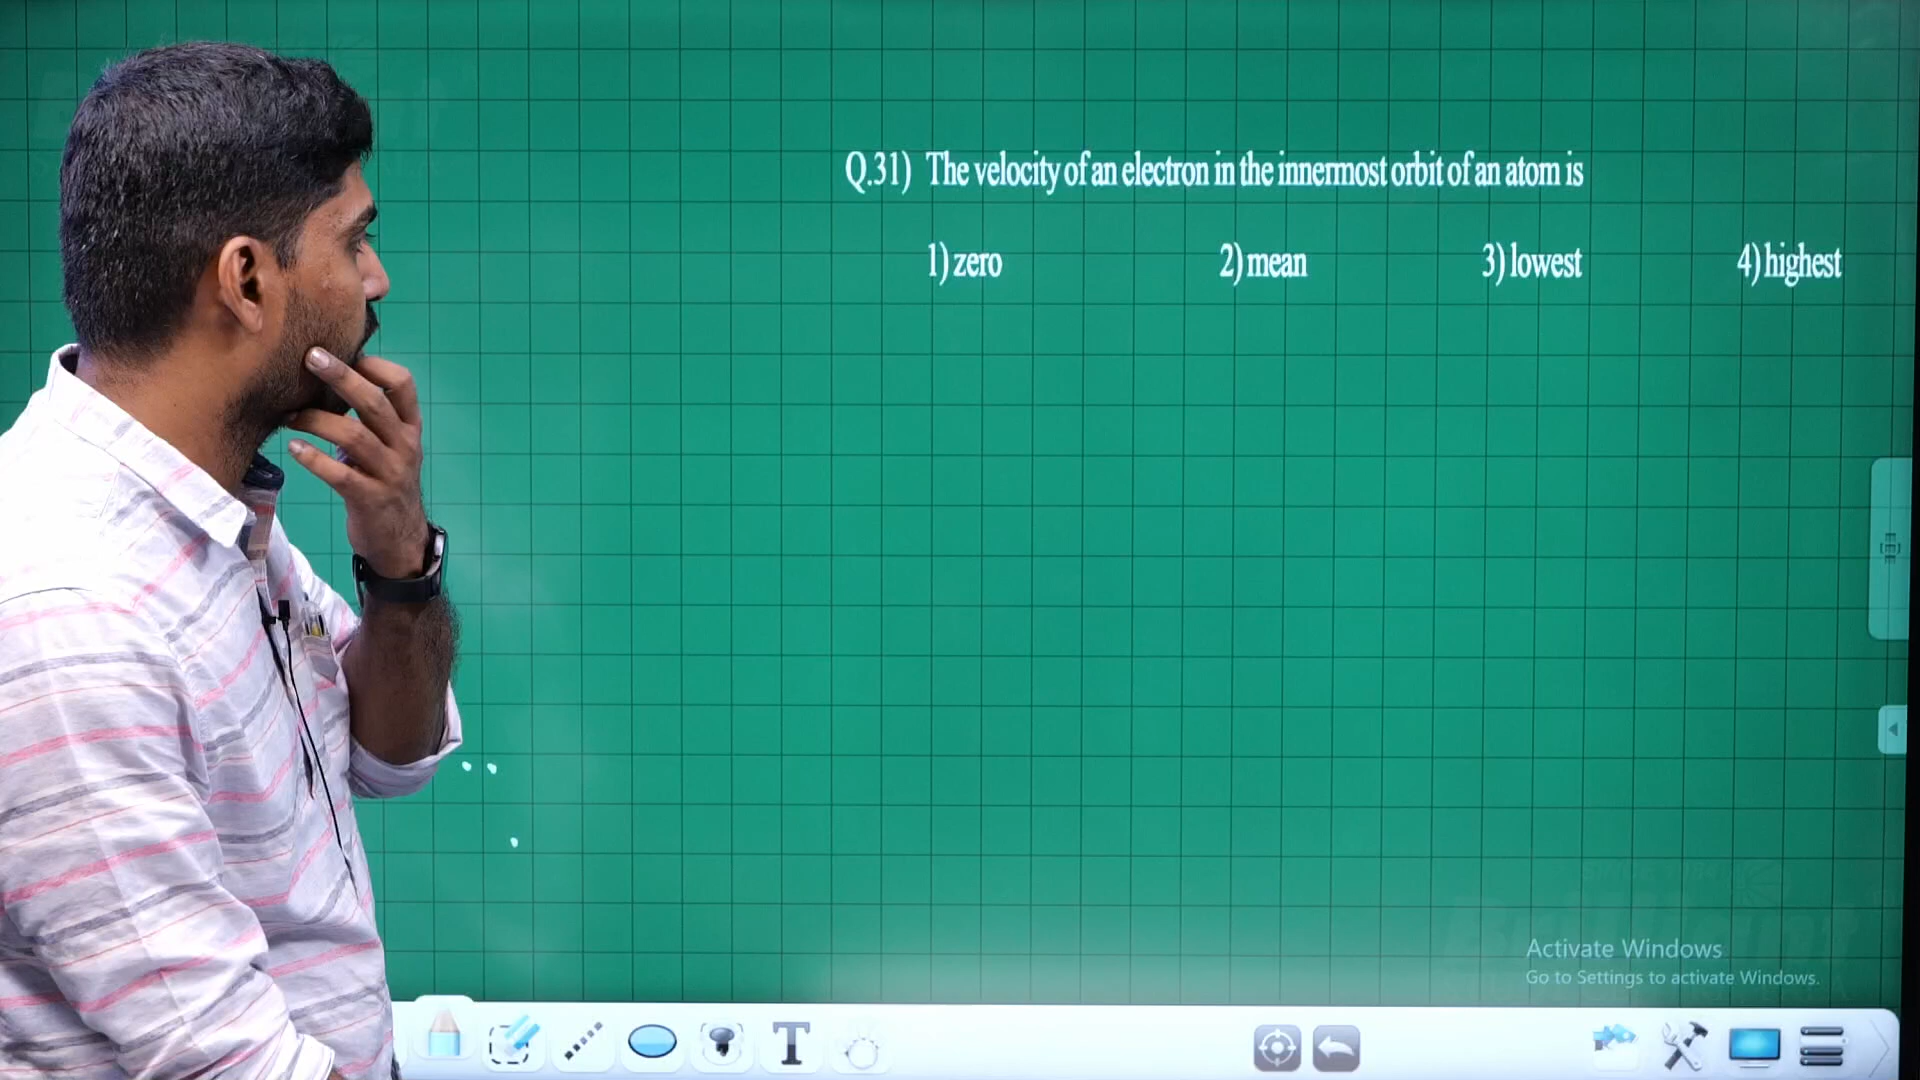 Q.31) The velocity of an electron in the innermost orbit of an atom is
1) zero 2) mean 3) lowest 4) highest
Activate Windows
Go to Settings to activate Windows.
T